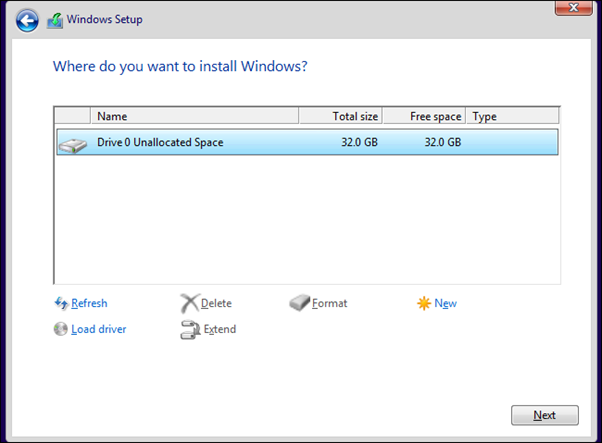 Windows Setup
Where do you want to install Windows?
Name Total size Free space Type
Drive 0 Unallocated Space 32.0 GB 32.0 GB
Refresh Delete Format New
Load driver Extend
Next